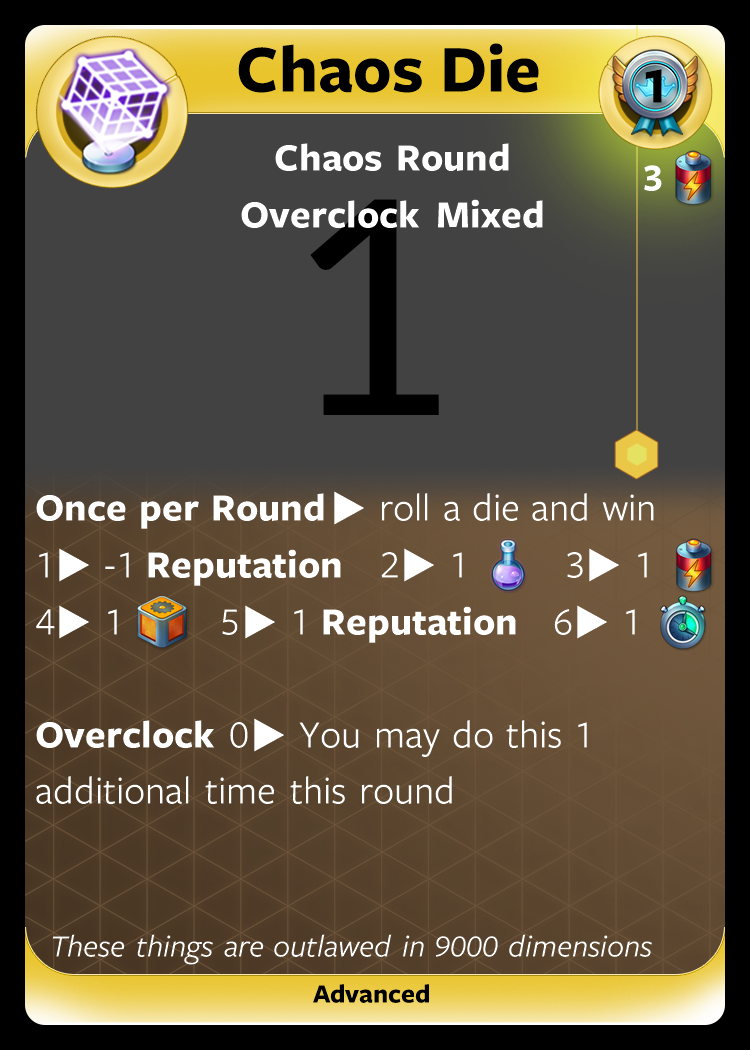 Chaos Die
1
Chaos Round
3
Overclock Mixed
1
Once per Round▶ roll a die and win
1▶ -1 Reputation 2▶ 1 3▶ 1
4▶ 1 5▶ 1 Reputation 6▶ 1
Overclock 0▶ You may do this 1
additional time this round
These things are outlawed in 9000 dimensions
Advanced